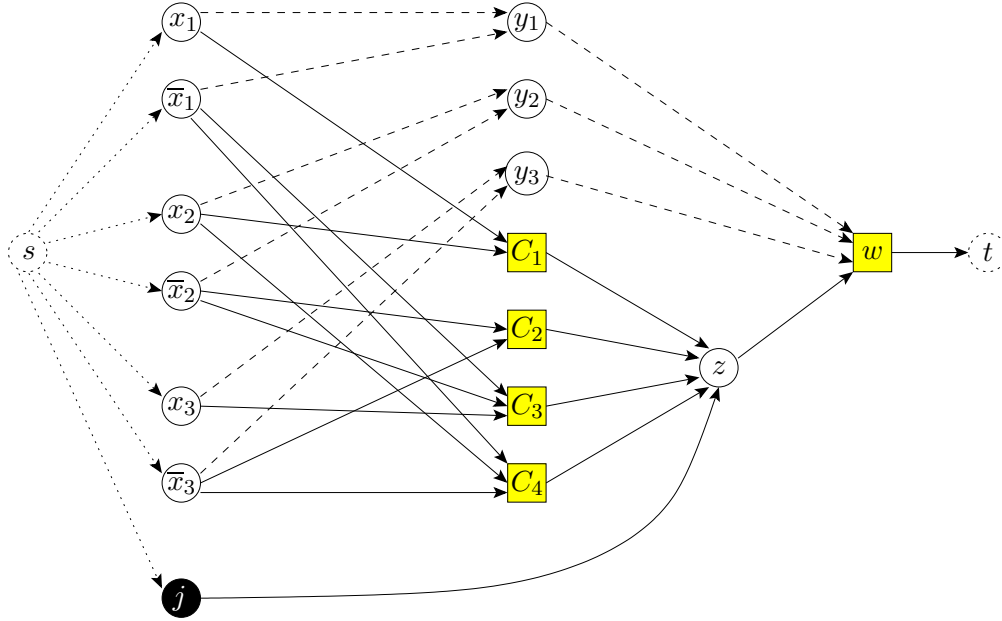 x₁
y₁
x̅₁
y₂
y₃
x₂
s
C₁
w
t
x̅₂
C₂
z
x₃
C₃
x̅₃
C₄
j